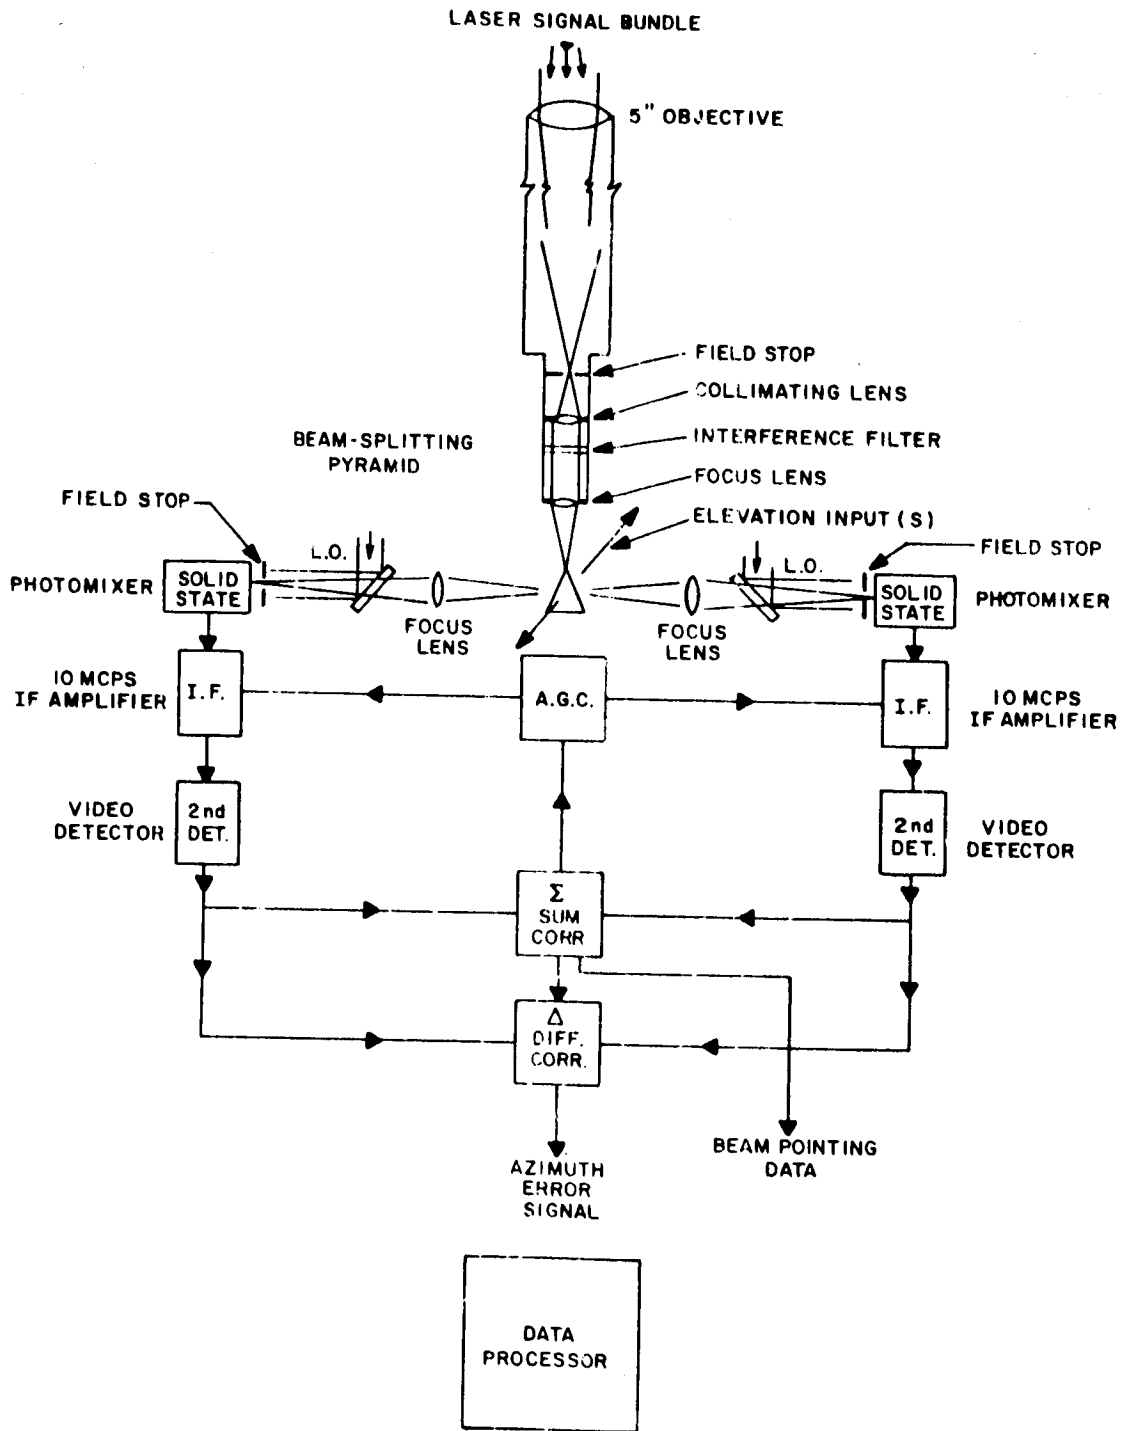 LASER SIGNAL BUNDLE
5" OBJECTIVE
FIELD STOP
COLLIMATING LENS
INTERFERENCE FILTER
FOCUS LENS
ELEVATION INPUT (S)
BEAM-SPLITTING
PYRAMID
FIELD STOP
L.O.
PHOTOMIXER
SOLID
STATE
FOCUS
LENS
FOCUS
LENS
L.O.
FIELD STOP
SOLID
STATE
PHOTOMIXER
10 MCPS
IF AMPLIFIER
I.F.
A.G.C.
I.F.
10 MCPS
IF AMPLIFIER
VIDEO
DETECTOR
2nd
DET.
2nd
DET.
VIDEO
DETECTOR
Σ
SUM
CORR
Δ
DIFF.
CORR.
AZIMUTH
ERROR
SIGNAL
BEAM POINTING
DATA
DATA
PROCESSOR